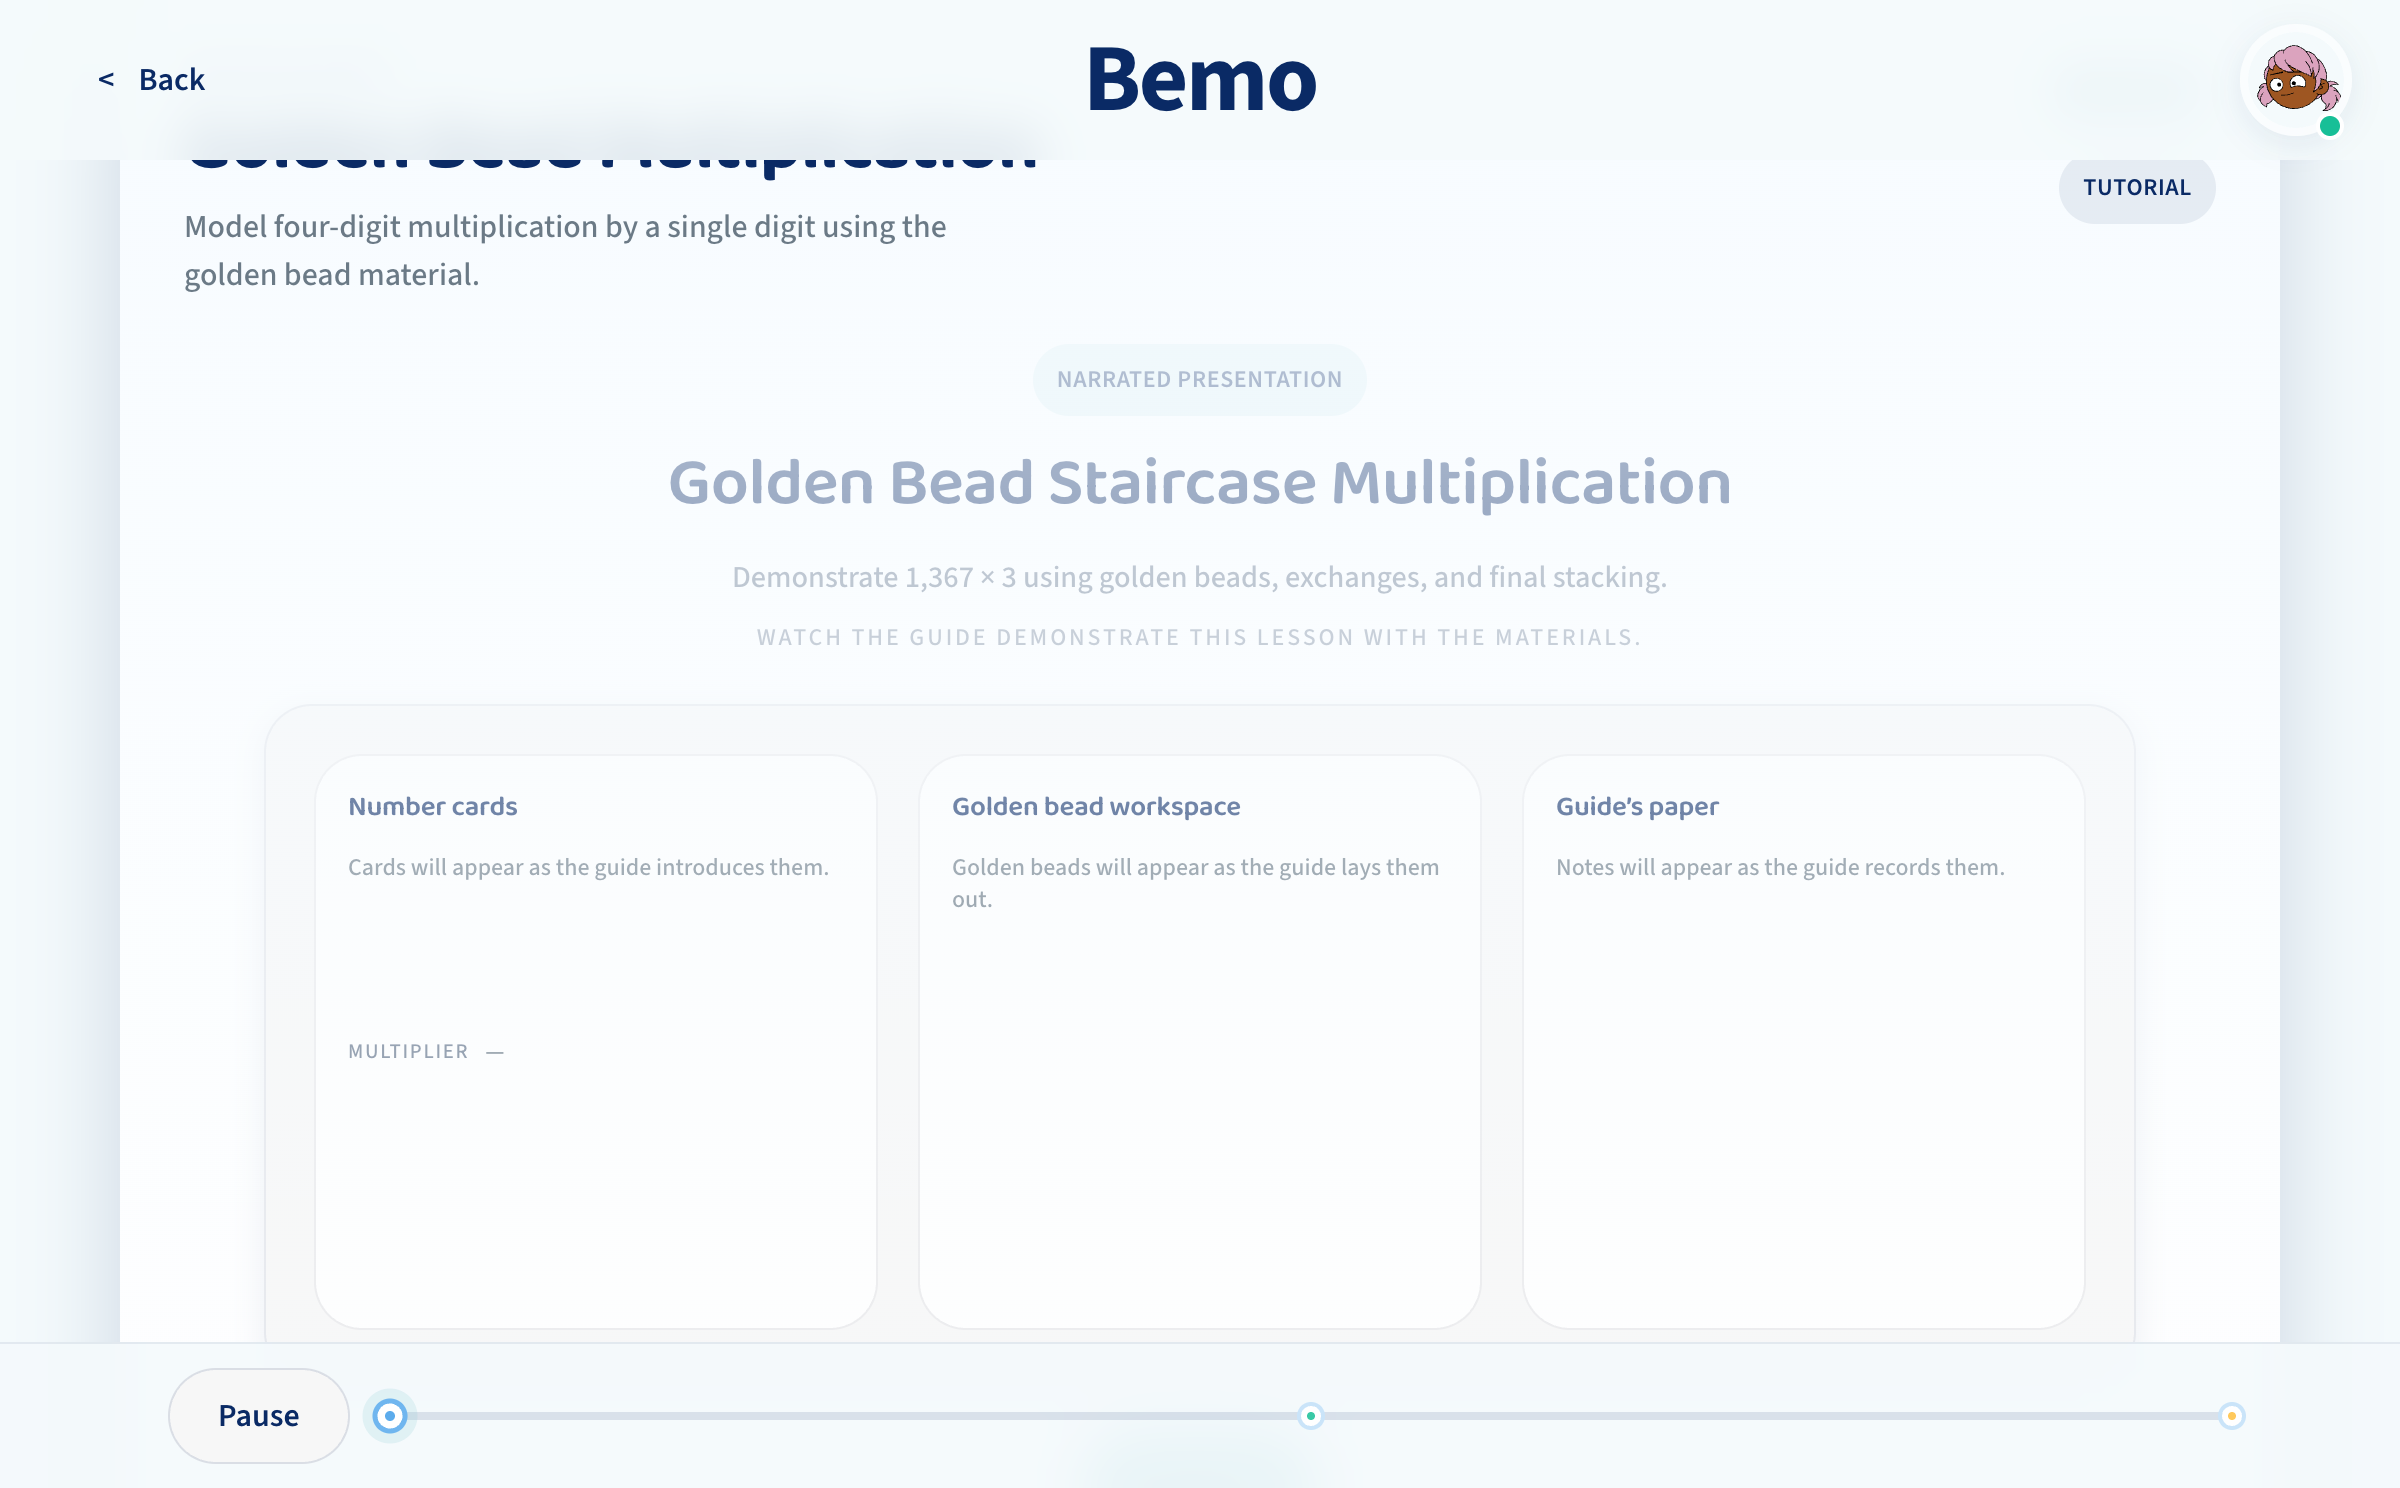 < Back
Bemo
Golden Bead Multiplication
TUTORIAL
Model four-digit multiplication by a single digit using the
golden bead material.
NARRATED PRESENTATION
Golden Bead Staircase Multiplication
Demonstrate 1,367 × 3 using golden beads, exchanges, and final stacking.
WATCH THE GUIDE DEMONSTRATE THIS LESSON WITH THE MATERIALS.
Number cards
Cards will appear as the guide introduces them.
MULTIPLIER —
Golden bead workspace
Golden beads will appear as the guide lays them
out.
Guide's paper
Notes will appear as the guide records them.
Pause